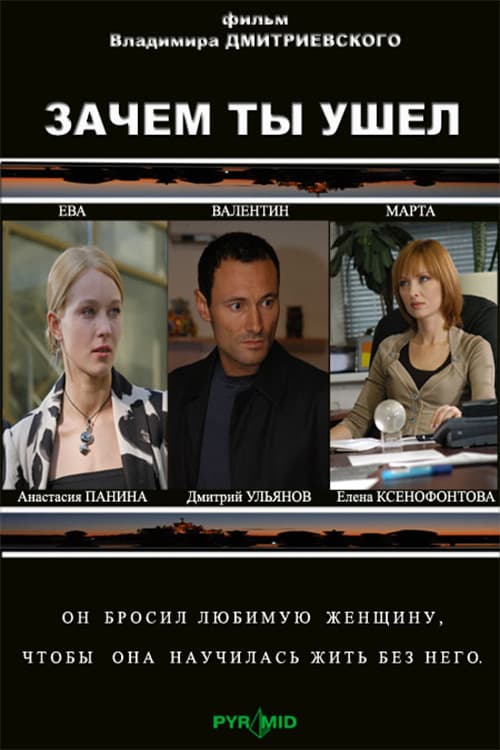 фильм
Владимира ДМИТРИЕВСКОГО
ЗАЧЕМ ТЫ УШЕЛ
ЕВА ВАЛЕНТИН МАРТА
Анастасия ПАНИНА Дмитрий УЛЬЯНОВ Елена КСЕНОФОНТОВА
ОН БРОСИЛ ЛЮБИМУЮ ЖЕНЩИНУ,
ЧТОБЫ ОНА НАУЧИЛАСЬ ЖИТЬ БЕЗ НЕГО.
PYRAMID